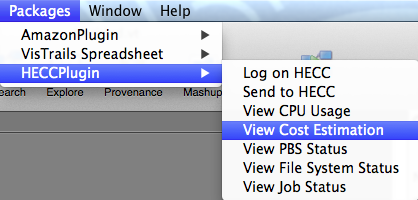 Packages Window Help
AmazonPlugin
VisTrails Spreadsheet
HECCPlugin
Log on HECC
Send to HECC
View CPU Usage
View Cost Estimation
View PBS Status
View File System Status
View Job Status
earch Explore Provenance Mashup